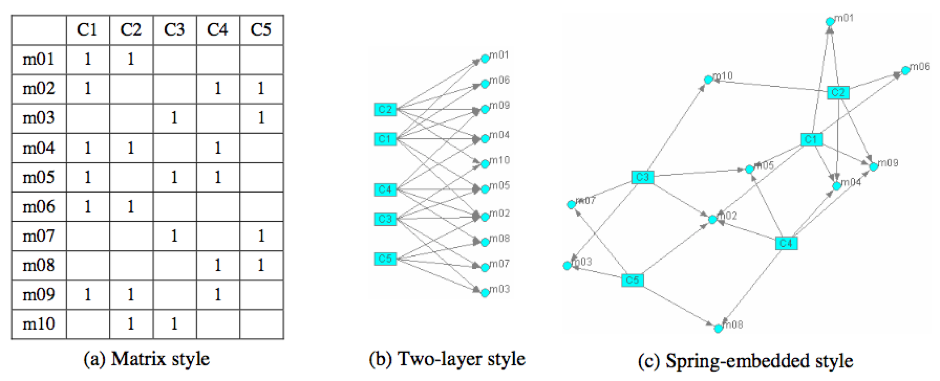 C1 C2 C3 C4 C5
m01 1 1
m02 1 1 1
m03 1 1
m04 1 1 1
m05 1 1 1
m06 1 1
m07 1 1
m08 1 1
m09 1 1 1
m10 1 1
(a) Matrix style
m01
m06
C2
m09
C1
m04
m10
C4
m05
C3
m02
m08
C5
m07
m03
(b) Two-layer style
m01
m06
m10
C2
C1
m05
m09
C3
m04
m07
m02
C4
m03
C5
m08
(c) Spring-embedded style